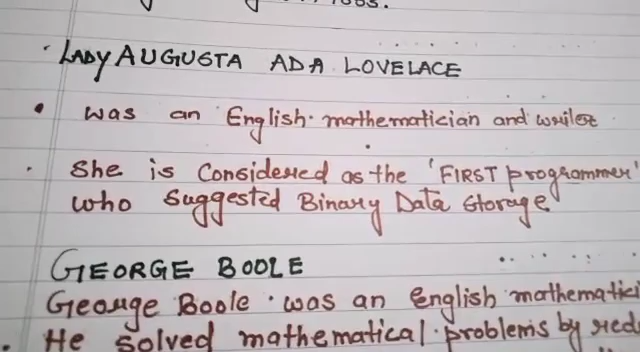 LADY AUGUSTA ADA LOVELACE
• was an English mathematician and writer
• She is Considered as the 'FIRST programmer'
who Suggested Binary Data Storage
GEORGE BOOLE
George Boole was an English
• He solved mathematical problems by